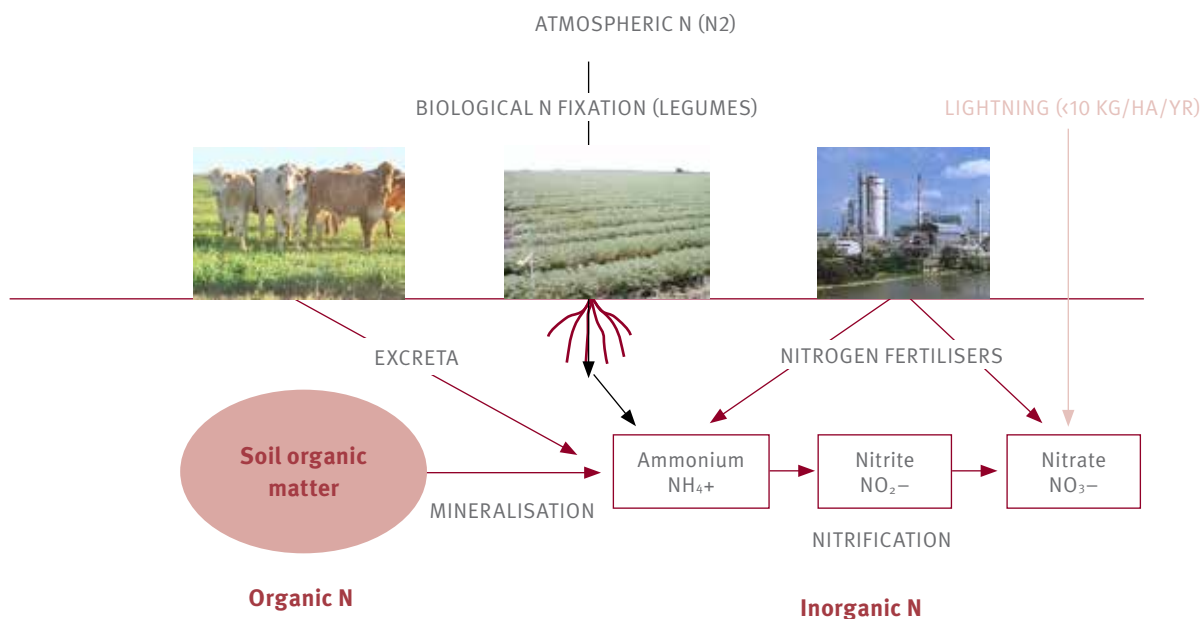 ATMOSPHERIC N (N2)
BIOLOGICAL N FIXATION (LEGUMES)
LIGHTNING (<10 KG/HA/YR)
EXCRETA
NITROGEN FERTILISERS
Soil organic
matter
MINERALISATION
Ammonium
NH₄+
Nitrite
NO₂–
Nitrate
NO₃–
NITRIFICATION
Organic N
Inorganic N